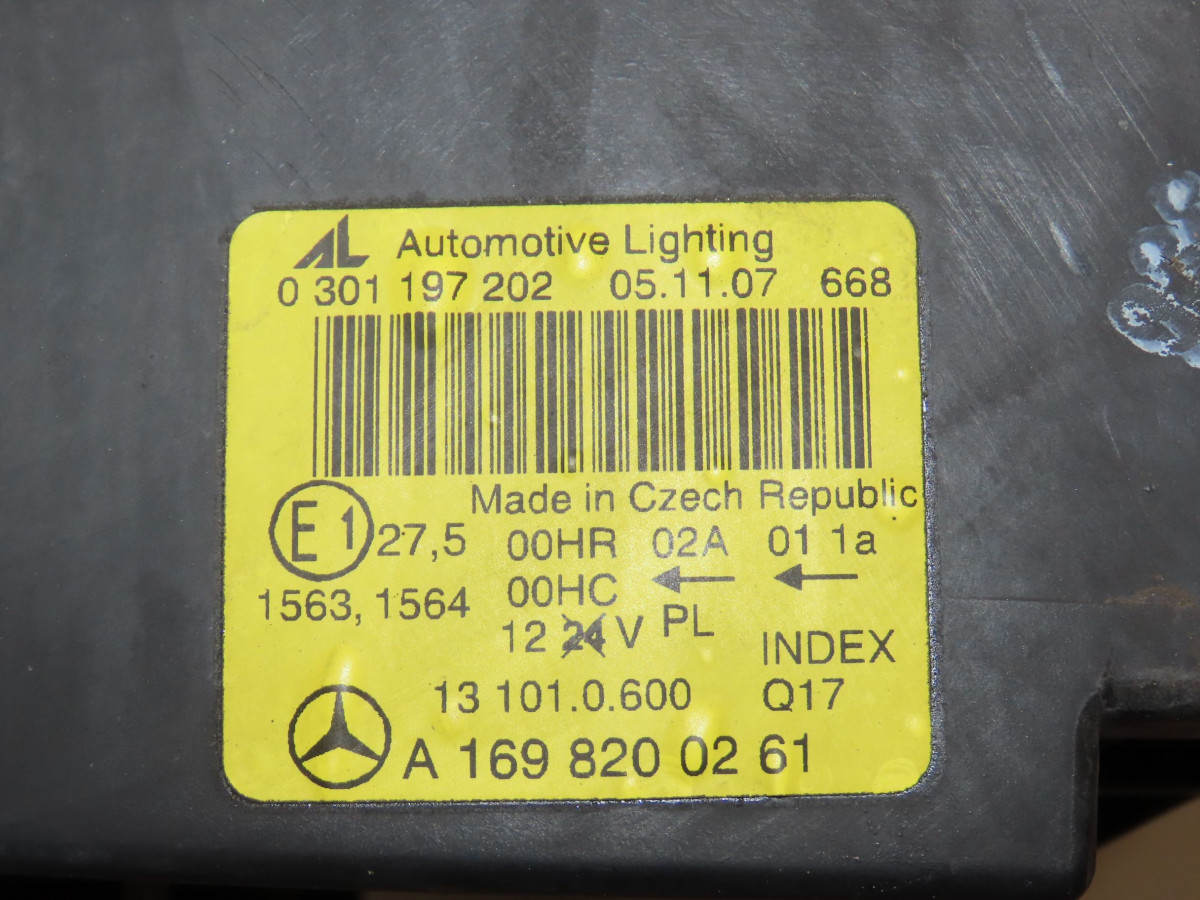 AL Automotive Lighting
0 301 197 202 05.11.07 668
Made in Czech Republic
E1 27,5 00HR 02A 01 1a
1563, 1564 00HC ← ←
12 24 V PL
INDEX
13 101.0.600 Q17
A 169 820 02 61